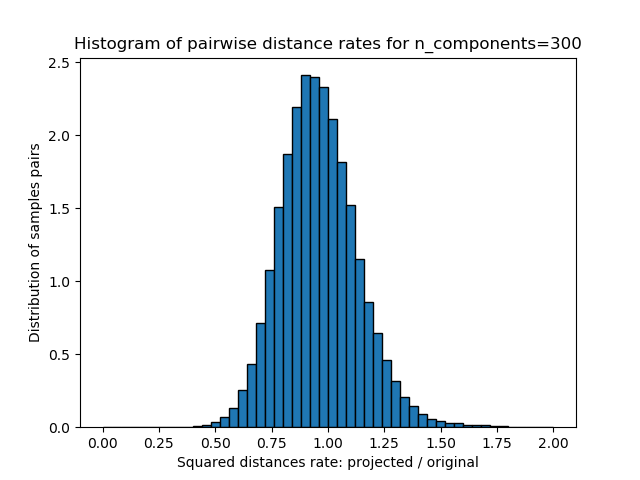 Histogram of pairwise distance rates for n_components=300
2.5
2.0
1.5
1.0
0.5
0.0
Distribution of samples pairs
0.00 0.25 0.50 0.75 1.00 1.25 1.50 1.75 2.00
Squared distances rate: projected / original